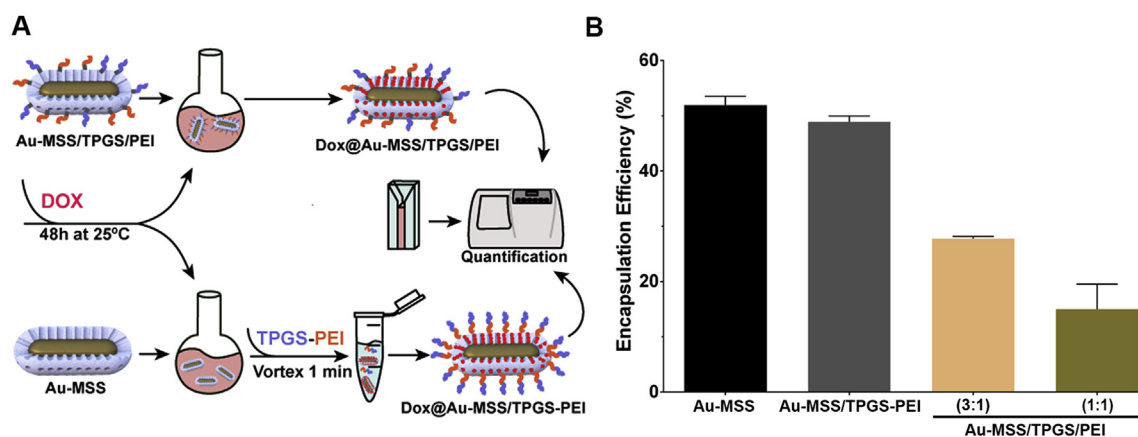 A
Au-MSS/TPGS/PEI
Dox@Au-MSS/TPGS/PEI
DOX
48h at 25ºC
Quantification
TPGS-PEI
Vortex 1 min
Au-MSS
Dox@Au-MSS/TPGS-PEI
B
Encapsulation Efficiency (%)
60
40
20
0
Au-MSS
Au-MSS/TPGS-PEI
(3:1)
(1:1)
Au-MSS/TPGS/PEI